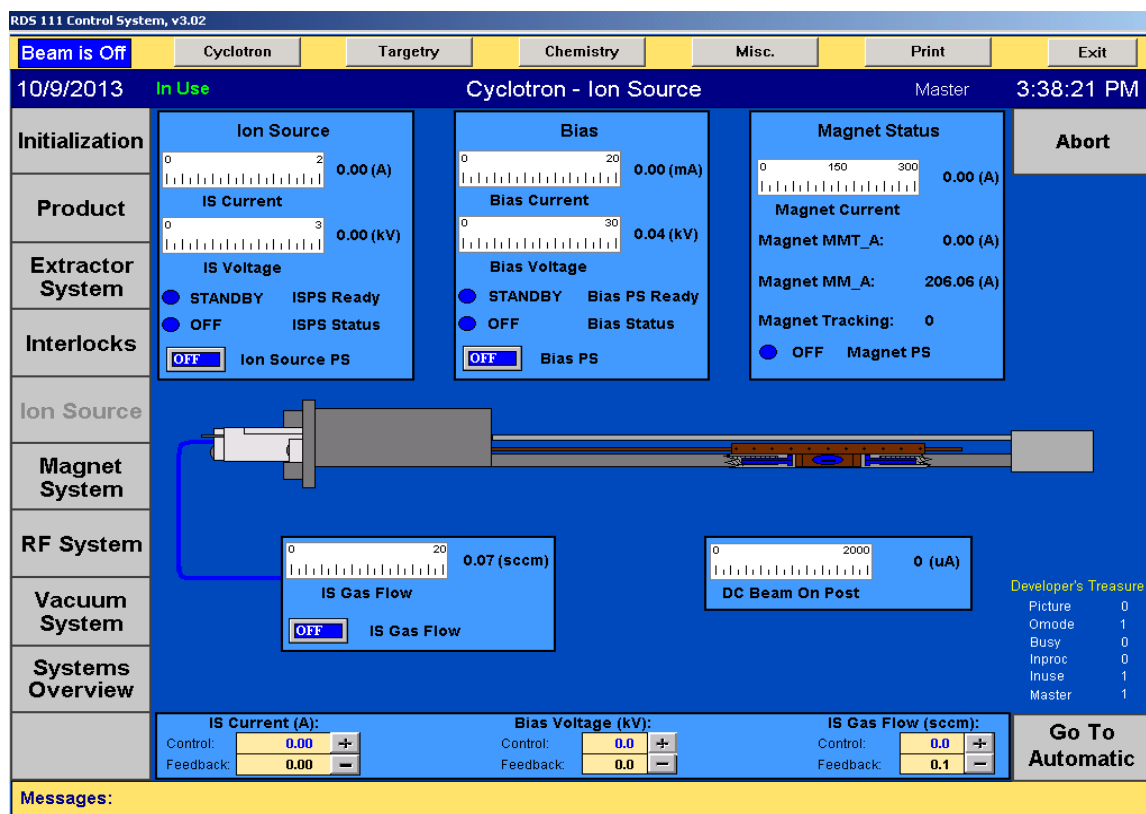 RDS 111 Control System, v3.02
Beam is Off
Cyclotron
Targetry
Chemistry
Misc.
Print
Exit
10/9/2013
In Use
Cyclotron - Ion Source
Master
3:38:21 PM
Initialization
Product
Extractor
System
Interlocks
Ion Source
Magnet
System
RF System
Vacuum
System
Systems
Overview
Ion Source
0 2
0.00 (A)
IS Current
0 3
0.00 (kV)
IS Voltage
STANDBY ISPS Ready
OFF ISPS Status
OFF Ion Source PS
Bias
0 20
0.00 (mA)
Bias Current
0 30
0.04 (kV)
Bias Voltage
STANDBY Bias PS Ready
OFF Bias Status
OFF Bias PS
Magnet Status
0 150 300
0.00 (A)
Magnet Current
Magnet MMT_A: 0.00 (A)
Magnet MM_A: 206.06 (A)
Magnet Tracking: 0
OFF Magnet PS
Abort
0 20
0.07 (sccm)
IS Gas Flow
OFF IS Gas Flow
0 2000
0 (uA)
DC Beam On Post
Developer's Treasure
Picture 0
Omode 1
Busy 0
Inproc 0
Inuse 1
Master 1
IS Current (A):
Control: 0.00 +
Feedback: 0.00 −
Bias Voltage (kV):
Control: 0.0 +
Feedback: 0.0 −
IS Gas Flow (sccm):
Control: 0.0 +
Feedback: 0.1 −
Go To
Automatic
Messages: